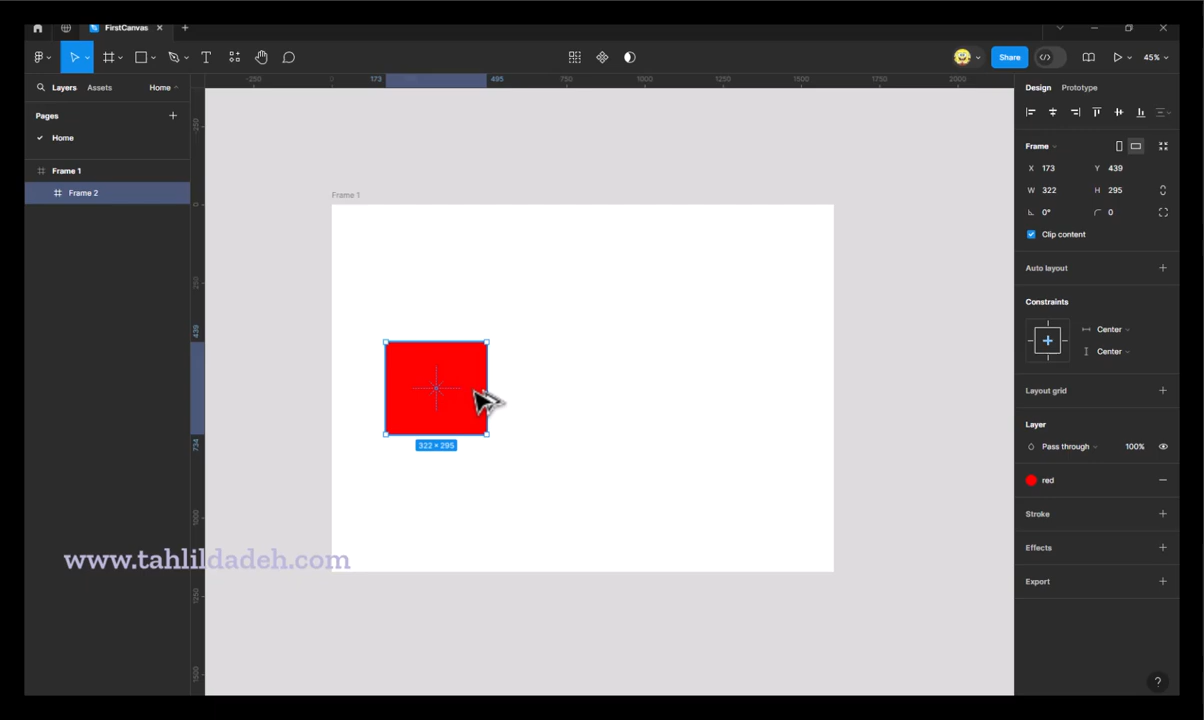 FirstCanvas
Share
45%
Layers
Assets
Home
-250
173
495
750
1000
1250
1500
1750
2000
Design
Prototype
Pages
Home
Frame 1
Frame 2
Frame 1
0
250
439
734
1000
1250
1500
322 × 295
Frame
X 173 Y 439
W 322 H 295
0° 0
Clip content
Auto layout
Constraints
Center
Center
Layout grid
Layer
Pass through 100%
red
Stroke
Effects
Export
?
www.tahlildadeh.com